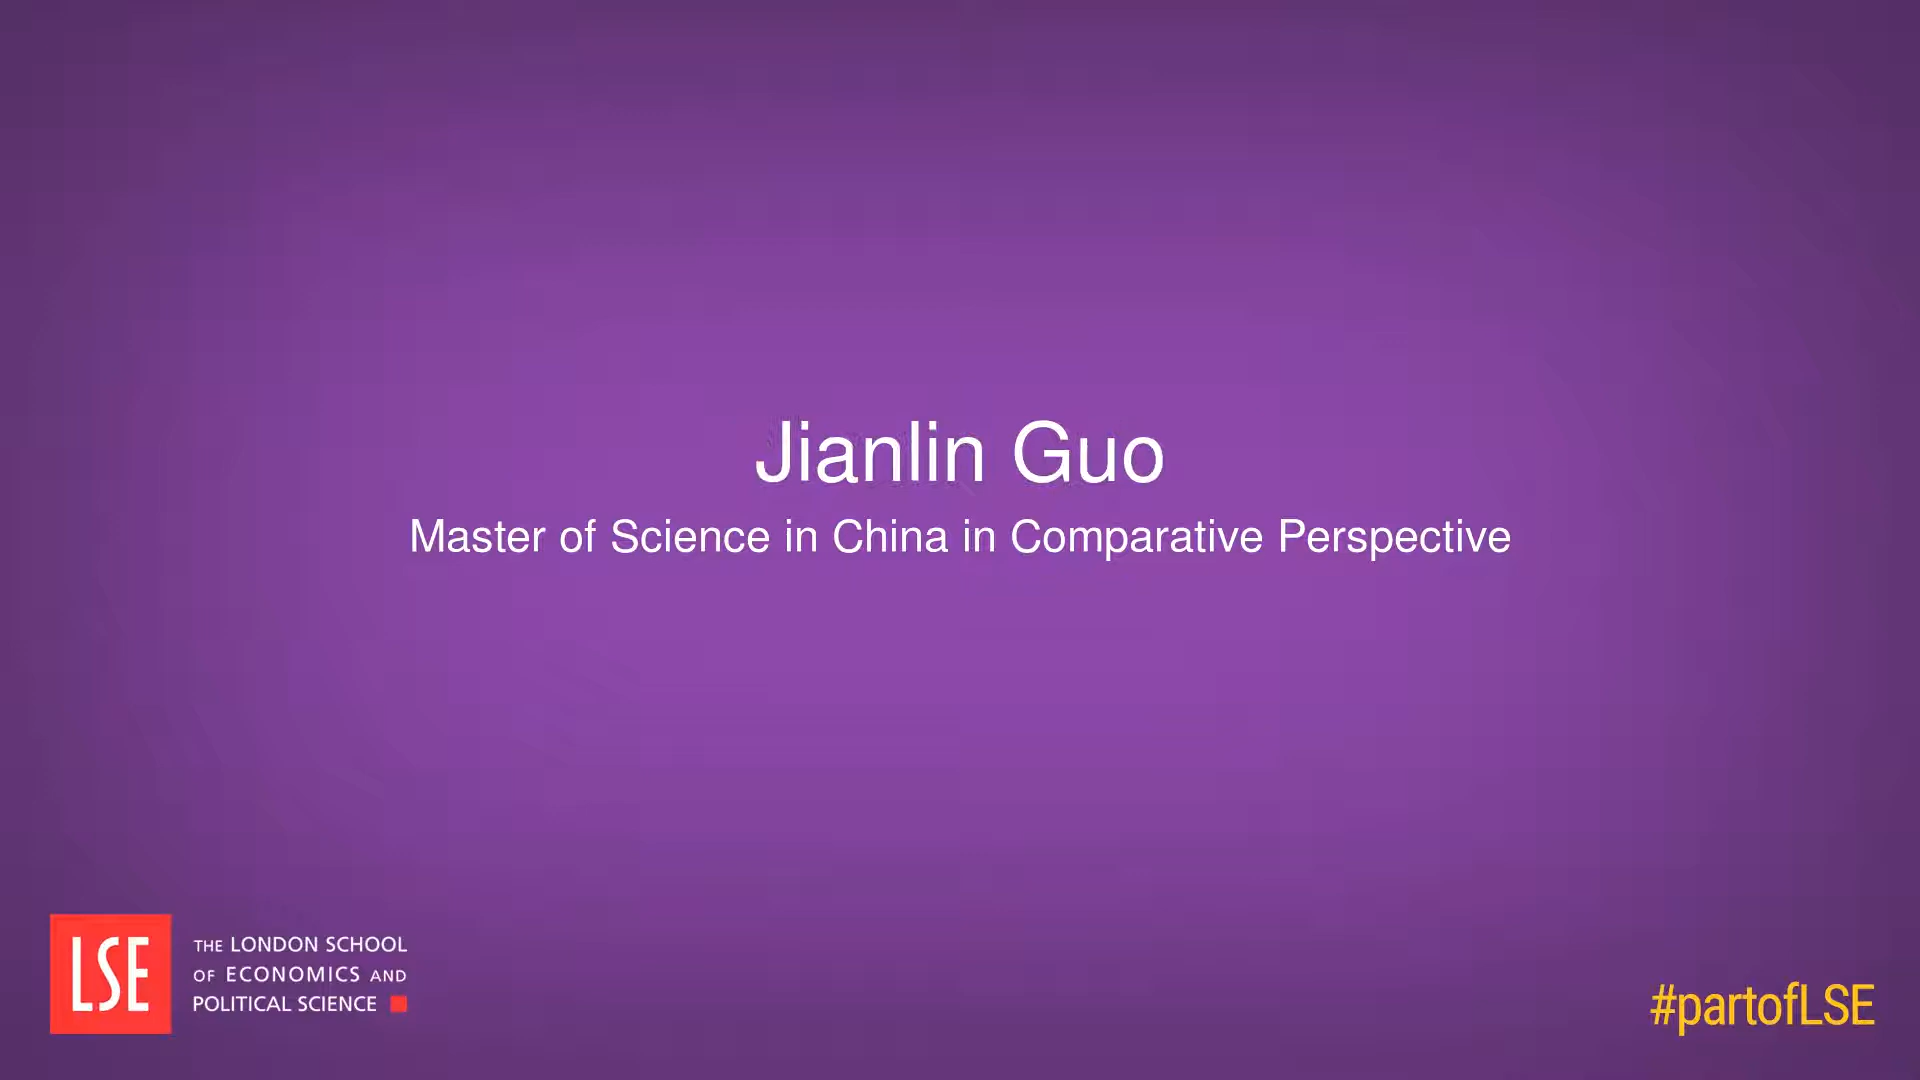 Jianlin Guo
Master of Science in China in Comparative Perspective
LSE
THE LONDON SCHOOL
OF ECONOMICS AND
POLITICAL SCIENCE
#partofLSE